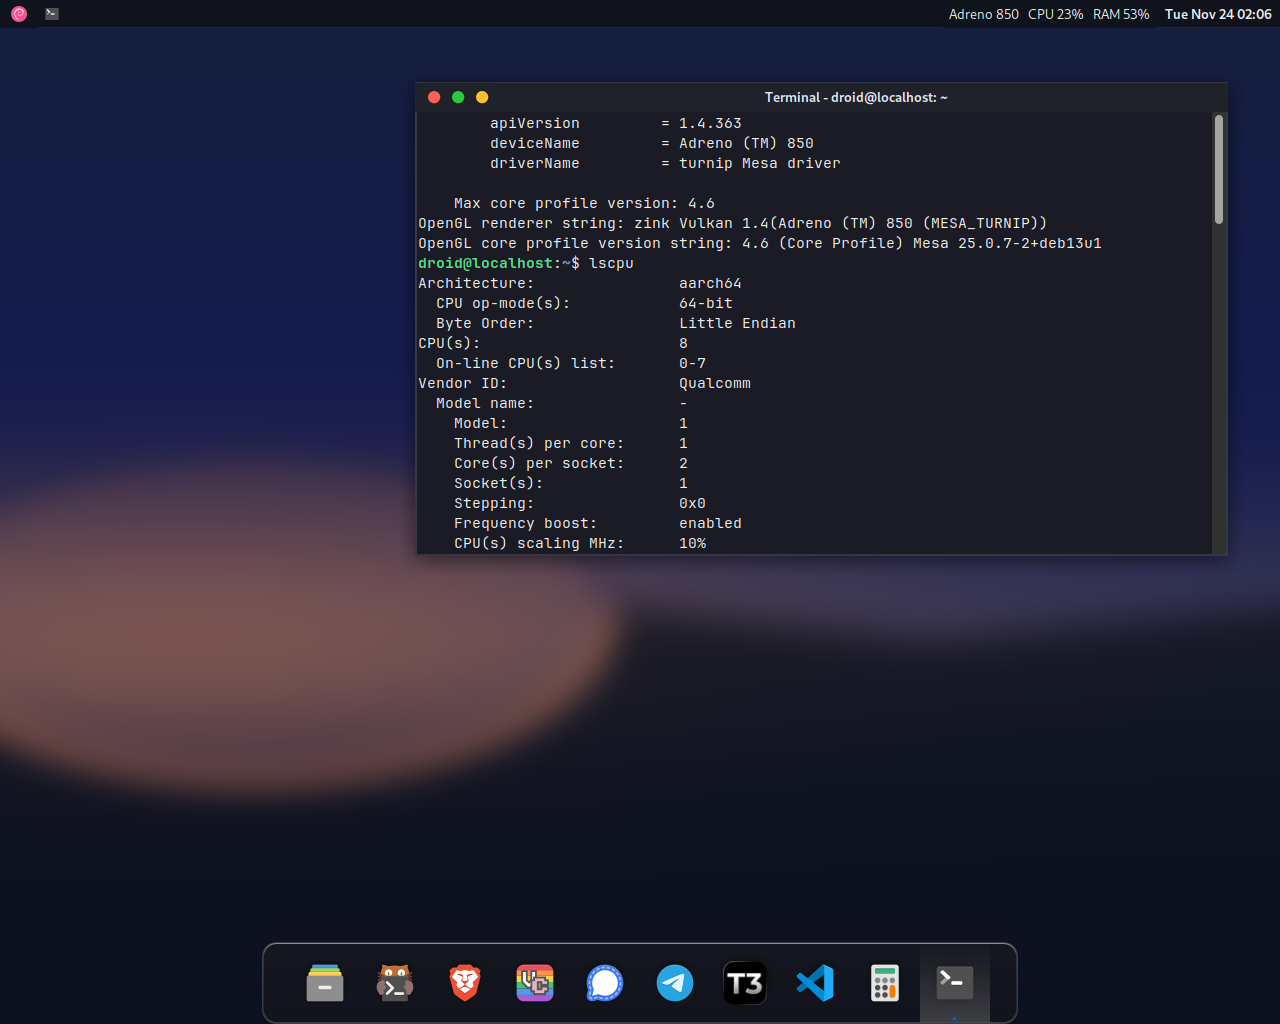 Adreno 850 CPU 23% RAM 53% Tue Nov 24 02:06
Terminal - droid@localhost: ~
apiVersion = 1.4.363
deviceName = Adreno (TM) 850
driverName = turnip Mesa driver
Max core profile version: 4.6
OpenGL renderer string: zink Vulkan 1.4(Adreno (TM) 850 (MESA_TURNIP))
OpenGL core profile version string: 4.6 (Core Profile) Mesa 25.0.7-2+deb13u1
droid@localhost:~$ lscpu
Architecture: aarch64
CPU op-mode(s): 64-bit
Byte Order: Little Endian
CPU(s): 8
On-line CPU(s) list: 0-7
Vendor ID: Qualcomm
Model name: -
Model: 1
Thread(s) per core: 1
Core(s) per socket: 2
Socket(s): 1
Stepping: 0x0
Frequency boost: enabled
CPU(s) scaling MHz: 10%
T3